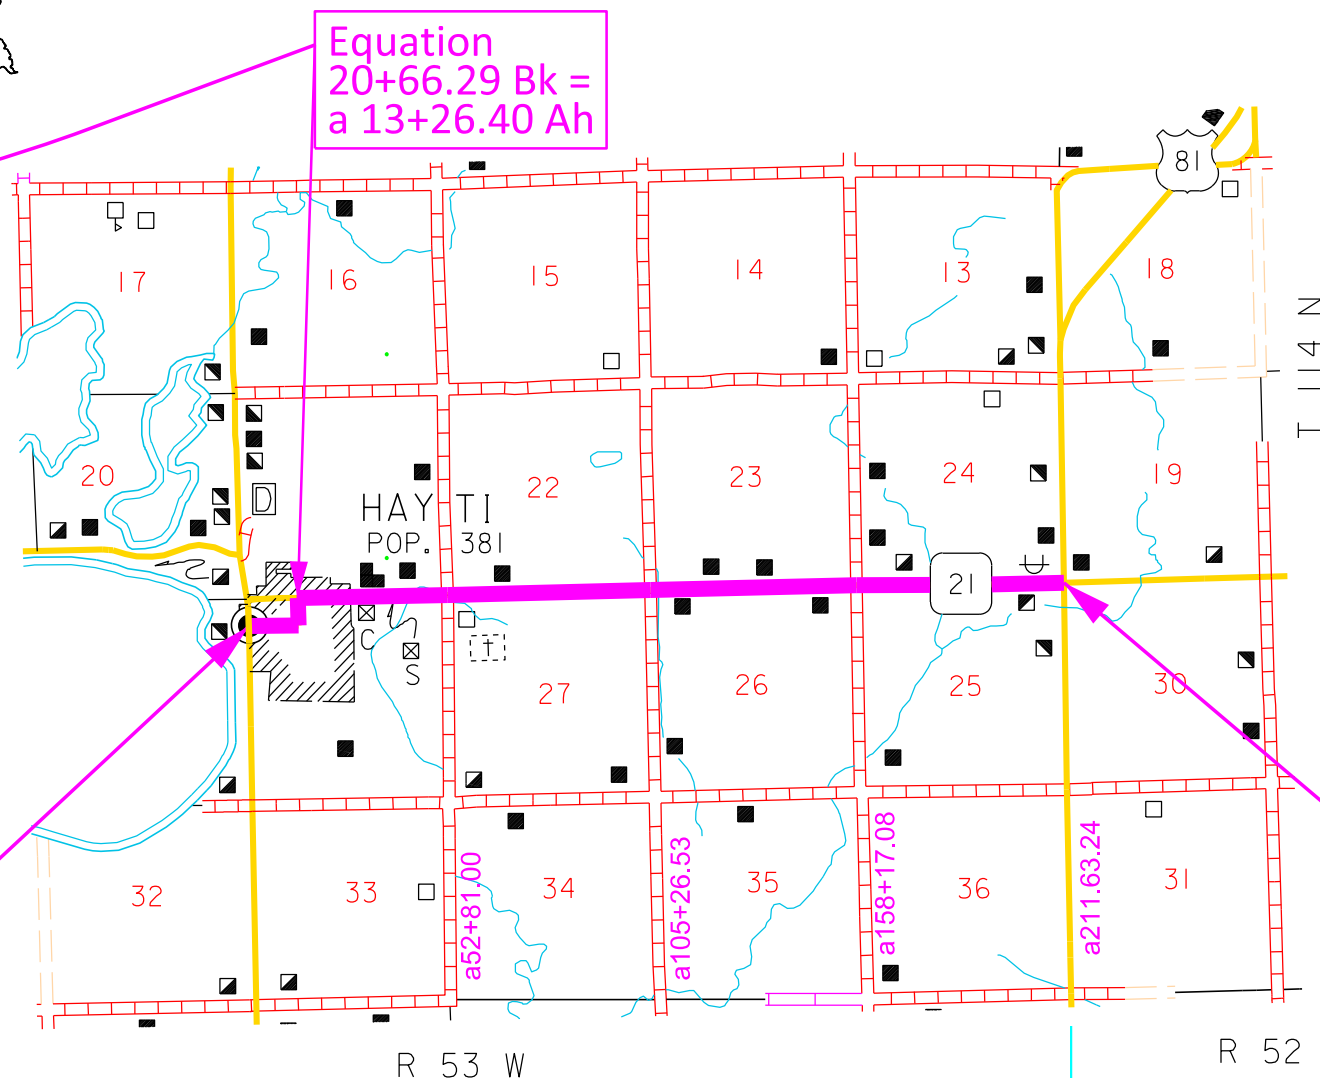 Equation
20+66.29 Bk =
a 13+26.40 Ah
81
17
16
15
14
13
18
T 114 N
20
22
23
24
19
D
HAY TI
POP. 381
21
C
S
27
26
25
30
32
33
34
35
36
31
a52+81.00
a105+26.53
a158+17.08
a211.63.24
R 53 W
R 52